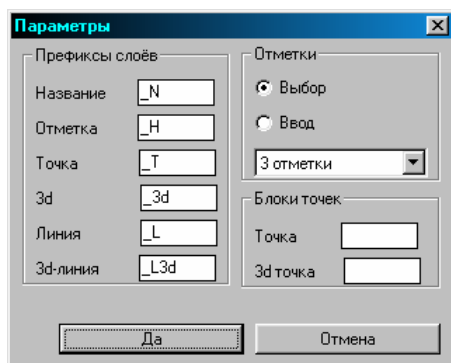 Параметры
Префиксы слоёв
Название _N
Отметка _H
Точка _T
3d _3d
Линия _L
3d-линия _L3d
Отметки
Выбор
Ввод
3 отметки
Блоки точек
Точка
3d точка
Да
Отмена